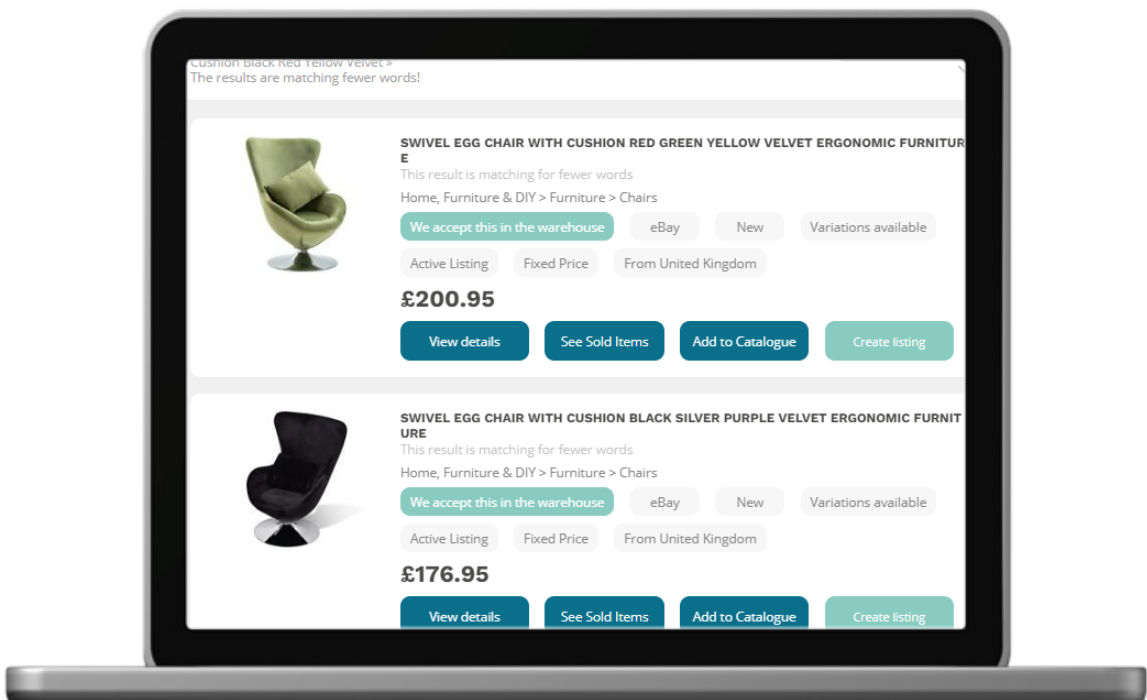 Cushion Black Red Yellow Velvet »
The results are matching fewer words!
SWIVEL EGG CHAIR WITH CUSHION RED GREEN YELLOW VELVET ERGONOMIC FURNITUR
E
This result is matching for fewer words
Home, Furniture & DIY > Furniture > Chairs
We accept this in the warehouse eBay New Variations available
Active Listing Fixed Price From United Kingdom
£200.95
View details See Sold Items Add to Catalogue Create listing
SWIVEL EGG CHAIR WITH CUSHION BLACK SILVER PURPLE VELVET ERGONOMIC FURNIT
URE
This result is matching for fewer words
Home, Furniture & DIY > Furniture > Chairs
We accept this in the warehouse eBay New Variations available
Active Listing Fixed Price From United Kingdom
£176.95
View details See Sold Items Add to Catalogue Create listing